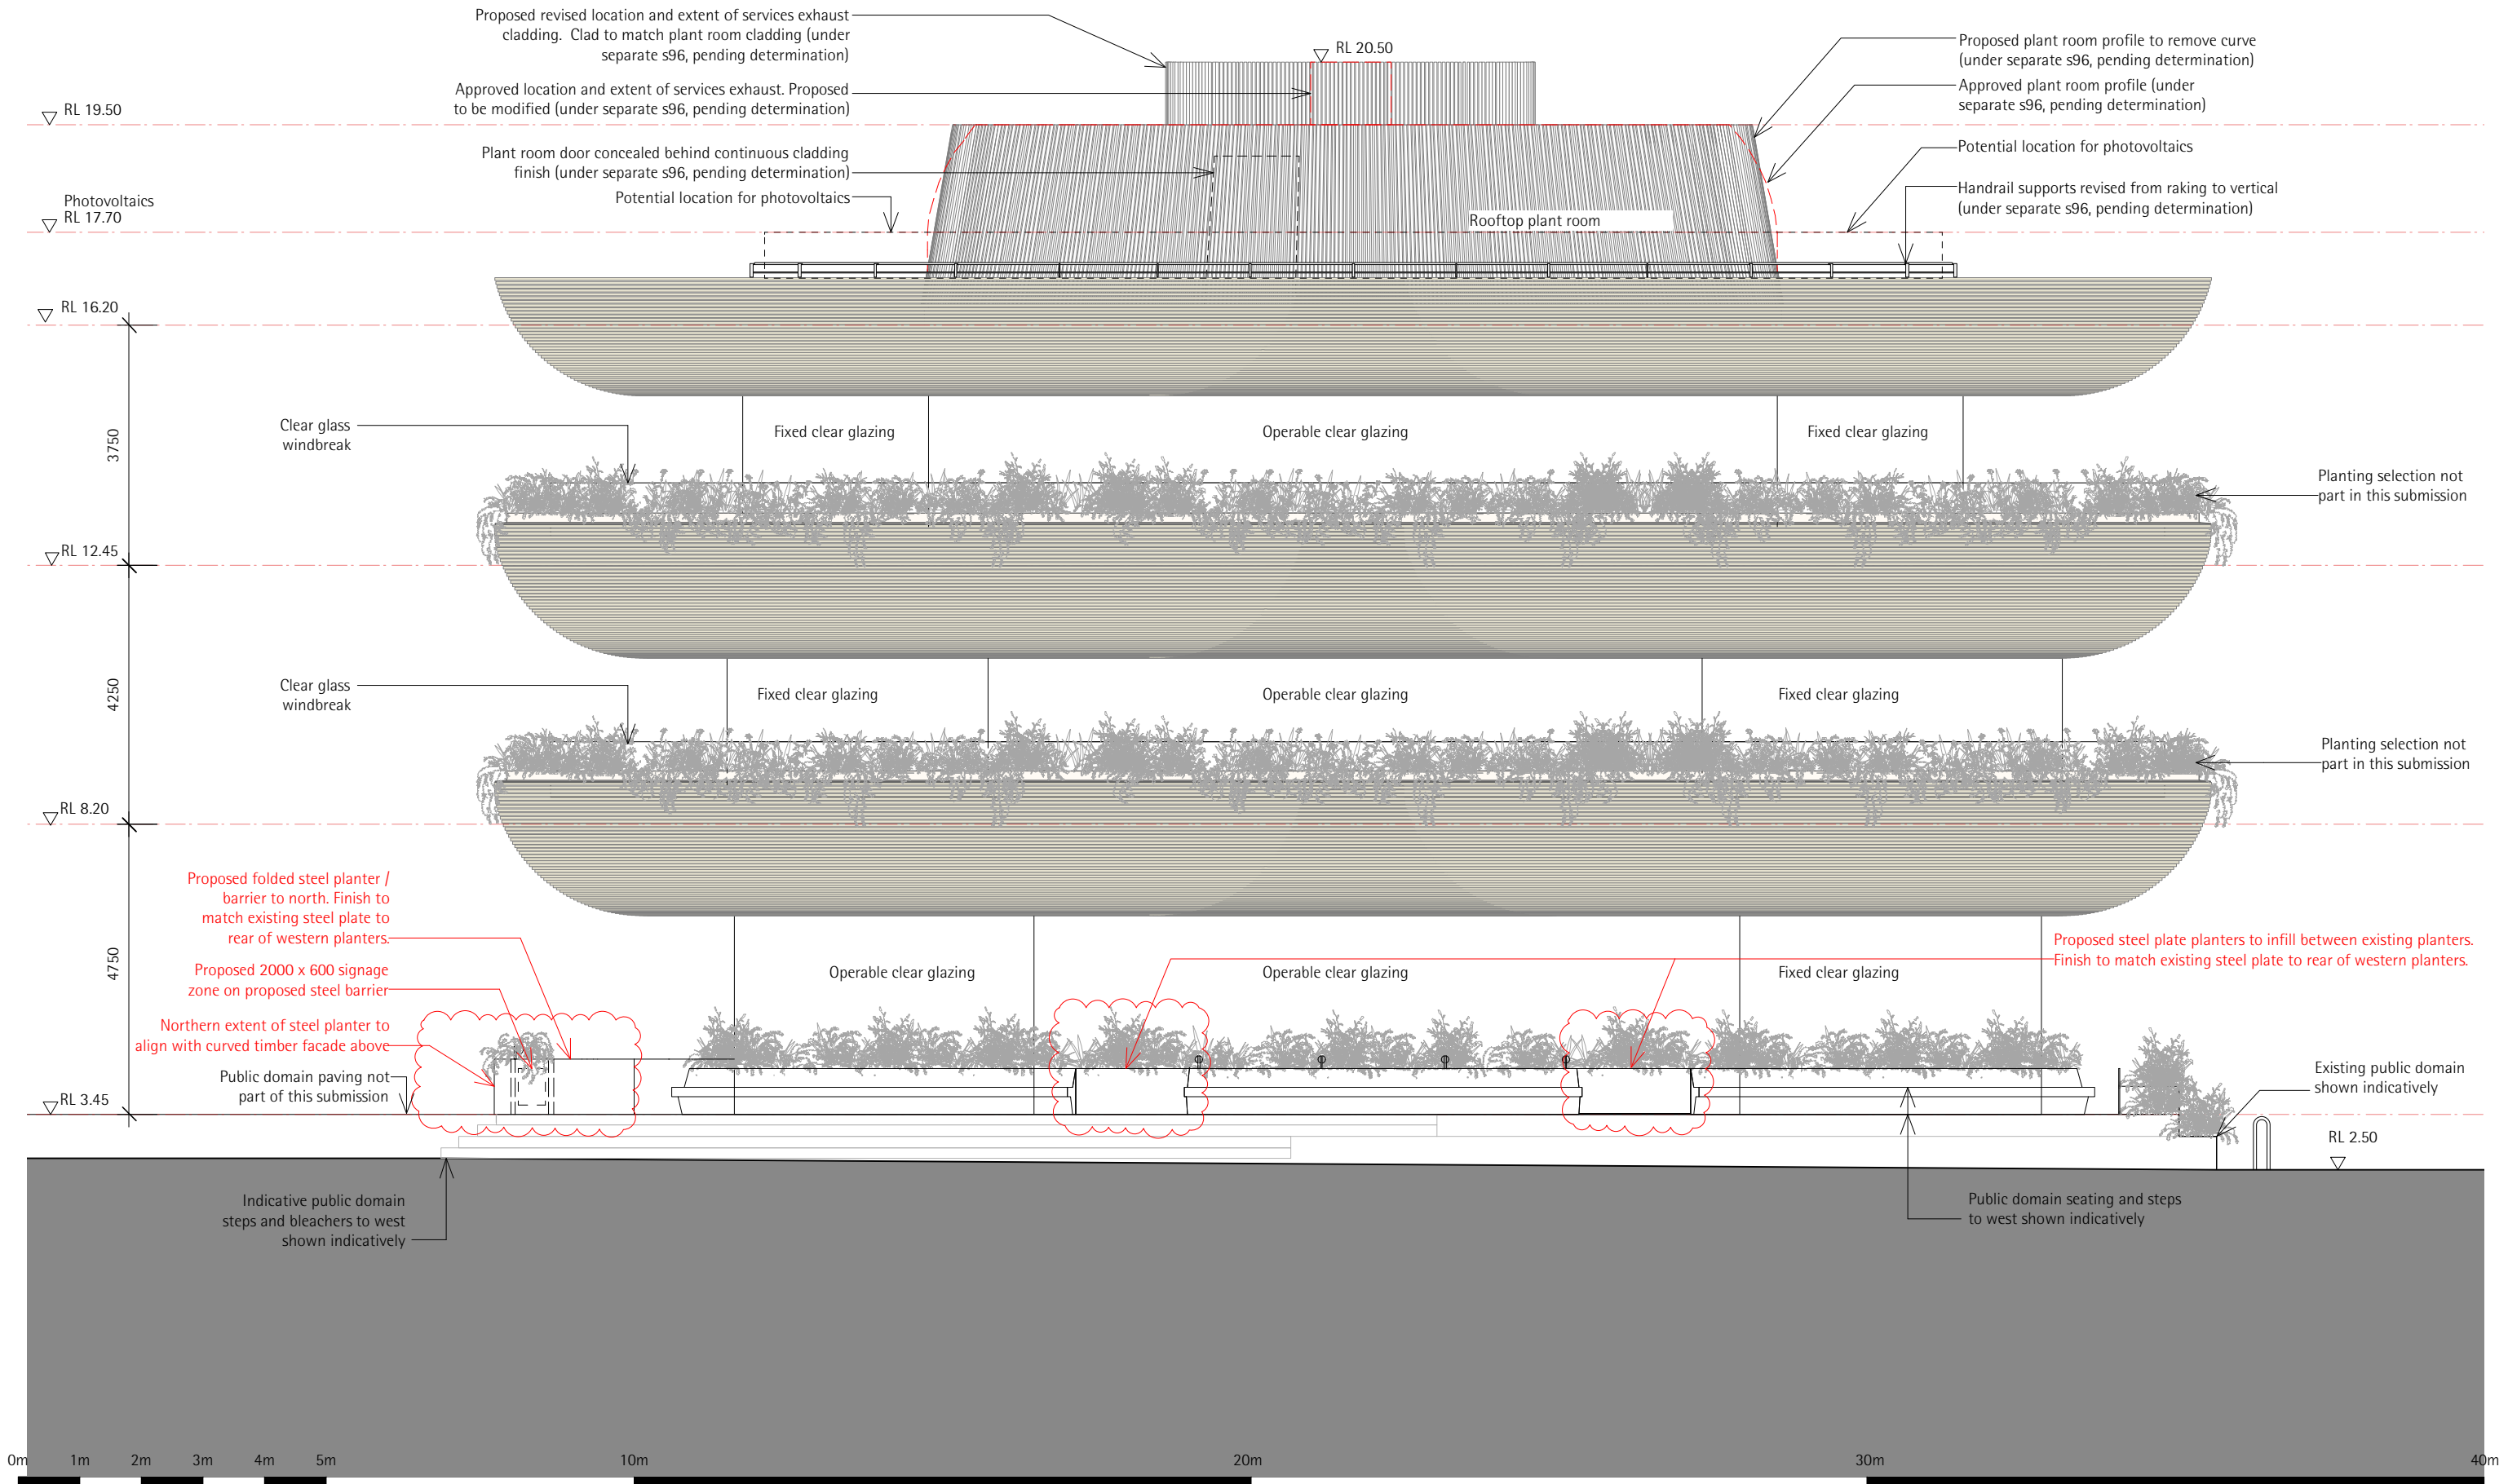 Proposed revised location and extent of services exhaust
cladding.  Clad to match plant room cladding (under
separate s96, pending determination)
RL 20.50
Proposed plant room profile to remove curve
(under separate s96, pending determination)
Approved location and extent of services exhaust. Proposed
to be modified (under separate s96, pending determination)
Approved plant room profile (under
separate s96, pending determination)
RL 19.50
Plant room door concealed behind continuous cladding
finish (under separate s96, pending determination)
Potential location for photovoltaics
Potential location for photovoltaics
Handrail supports revised from raking to vertical
(under separate s96, pending determination)
Photovoltaics
RL 17.70
Rooftop plant room
RL 16.20
3750
Clear glass
windbreak
Fixed clear glazing
Operable clear glazing
Fixed clear glazing
Planting selection not
part in this submission
RL 12.45
4250
Clear glass
windbreak
Fixed clear glazing
Operable clear glazing
Fixed clear glazing
Planting selection not
part in this submission
RL 8.20
4750
Proposed folded steel planter /
barrier to north. Finish to
match existing steel plate to
rear of western planters.
Proposed 2000 x 600 signage
zone on proposed steel barrier
Northern extent of steel planter to
align with curved timber facade above
Public domain paving not
part of this submission
Operable clear glazing
Operable clear glazing
Fixed clear glazing
Proposed steel plate planters to infill between existing planters.
Finish to match existing steel plate to rear of western planters.
Existing public domain
shown indicatively
RL 3.45
RL 2.50
Indicative public domain
steps and bleachers to west
shown indicatively
Public domain seating and steps
to west shown indicatively
0m 1m 2m 3m 4m 5m 10m 20m 30m 40m